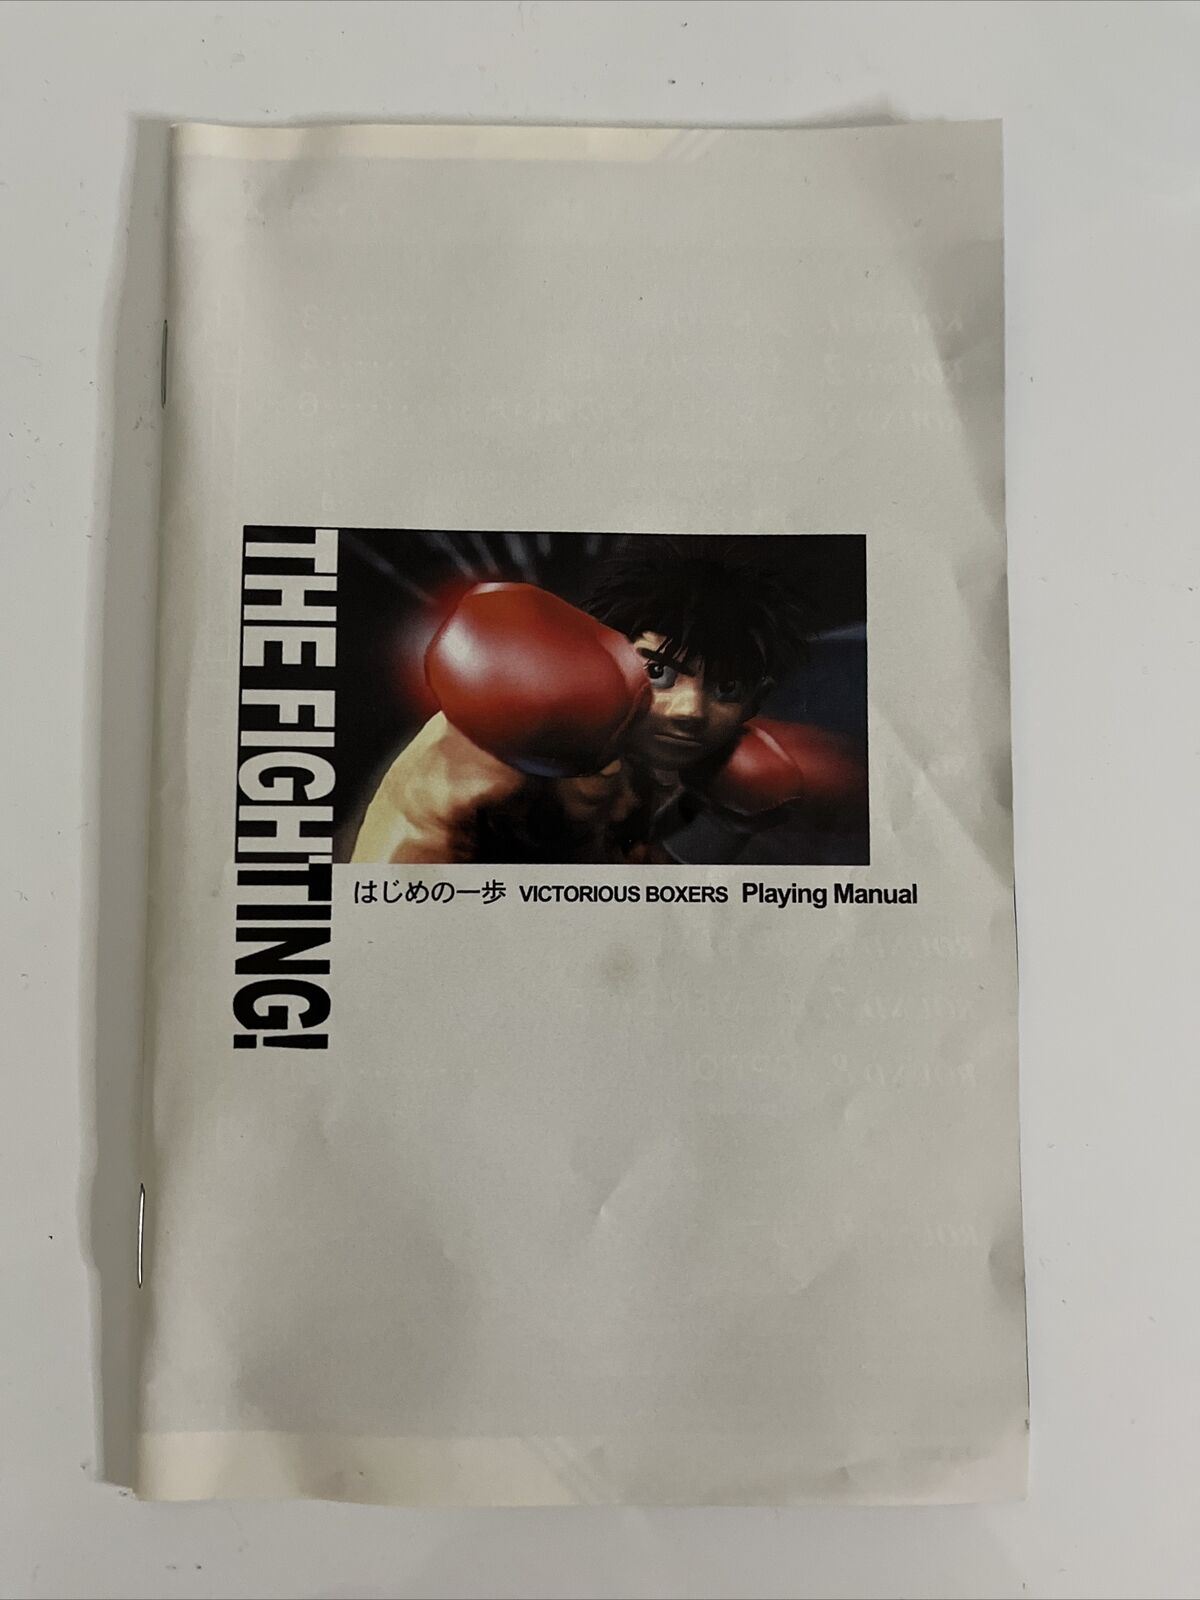 THE FIGHTING!
はじめの一歩 VICTORIOUS BOXERS Playing Manual